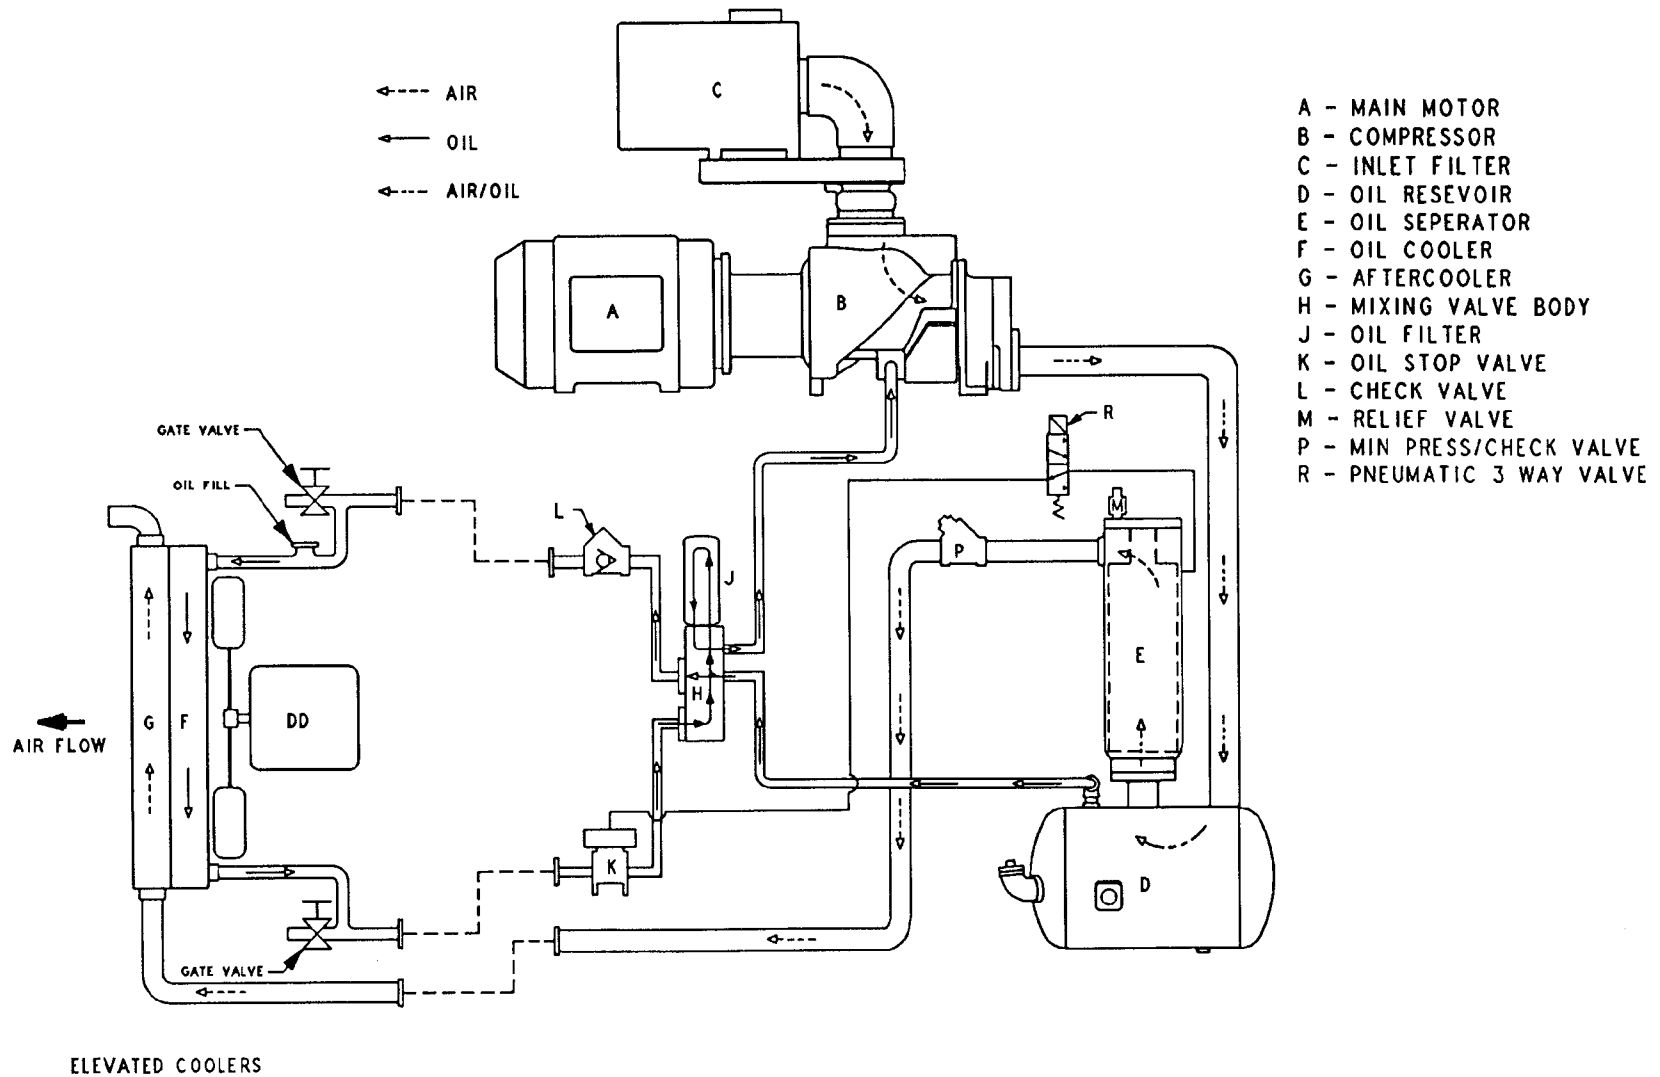 AIR
OIL
AIR/OIL
A - MAIN MOTOR
B - COMPRESSOR
C - INLET FILTER
D - OIL RESEVOIR
E - OIL SEPERATOR
F - OIL COOLER
G - AFTERCOOLER
H - MIXING VALVE BODY
J - OIL FILTER
K - OIL STOP VALVE
L - CHECK VALVE
M - RELIEF VALVE
P - MIN PRESS/CHECK VALVE
R - PNEUMATIC 3 WAY VALVE
C
A
B
R
GATE VALVE
OIL FILL
L
M
P
J
E
H
G
F
DD
AIR FLOW
K
D
GATE VALVE
ELEVATED COOLERS